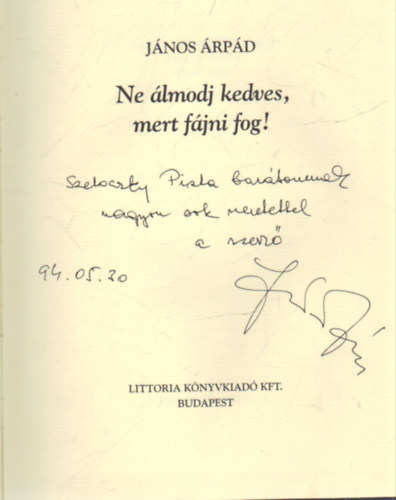 JÁNOS ÁRPÁD
Ne álmodj kedves,
mert fájni fog!
Pista barátomnak
nagyon sok szeretettel
a szerző
94.05.20
LITTORIA KÖNYVKIADÓ KFT.
BUDAPEST